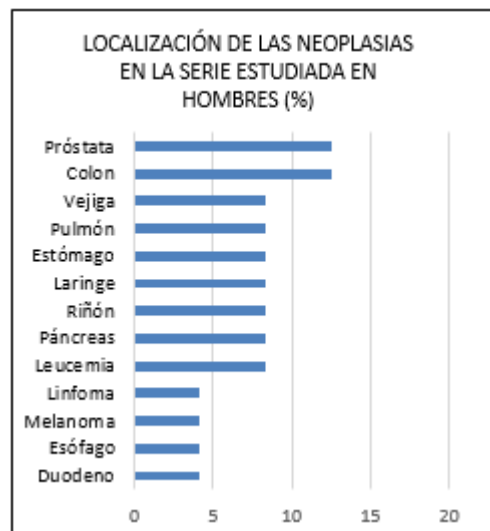 LOCALIZACIÓN DE LAS NEOPLASIAS
EN LA SERIE ESTUDIADA EN
HOMBRES (%)
Próstata
Colon
Vejiga
Pulmón
Estómago
Laringe
Riñón
Páncreas
Leucemia
Linfoma
Melanoma
Esófago
Duodeno
0 5 10 15 20